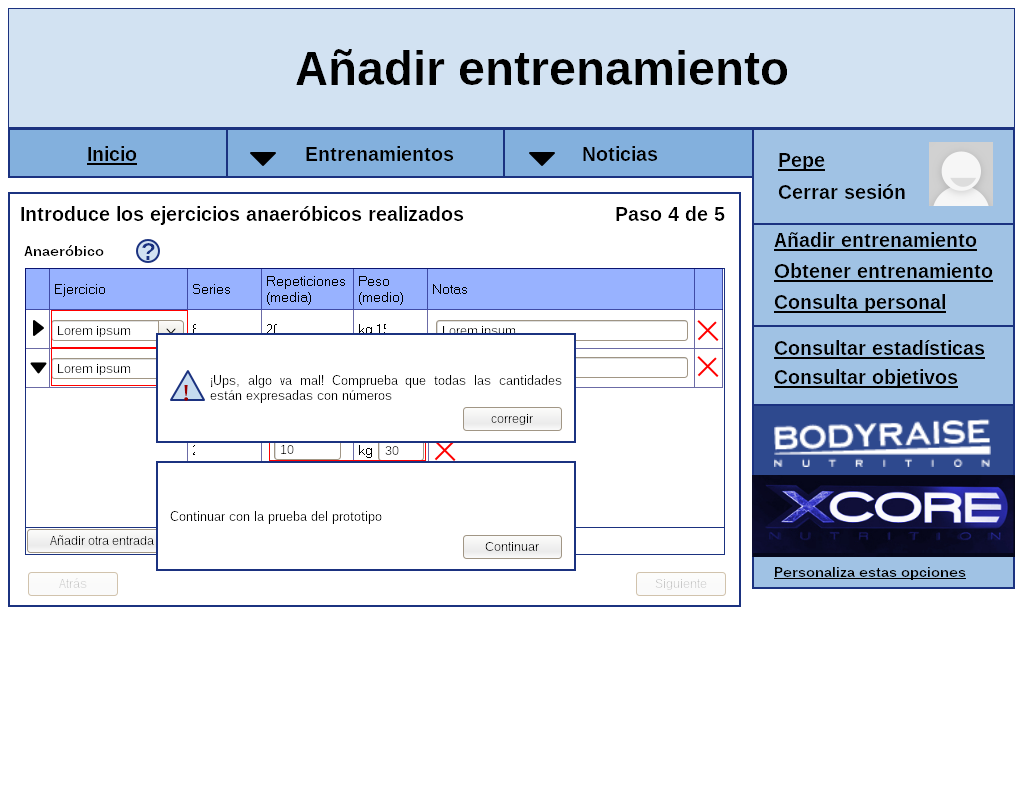 Añadir entrenamiento
Inicio
Entrenamientos
Noticias
Pepe
Cerrar sesión
Introduce los ejercicios anaeróbicos realizados
Paso 4 de 5
Anaeróbico
?
Ejercicio
Series
Repeticiones
(media)
Peso
(medio)
Notas
Lorem ipsum
kg
Lorem ipsum
Lorem ipsum
¡Ups, algo va mal! Comprueba que todas las cantidades
están expresadas con números
corregir
10
kg
30
Continuar con la prueba del prototipo
Continuar
Añadir otra entrada
Atrás
Siguiente
Añadir entrenamiento
Obtener entrenamiento
Consulta personal
Consultar estadísticas
Consultar objetivos
BODYRAISE
NUTRITION
XCORE
NUTRITION
Personaliza estas opciones